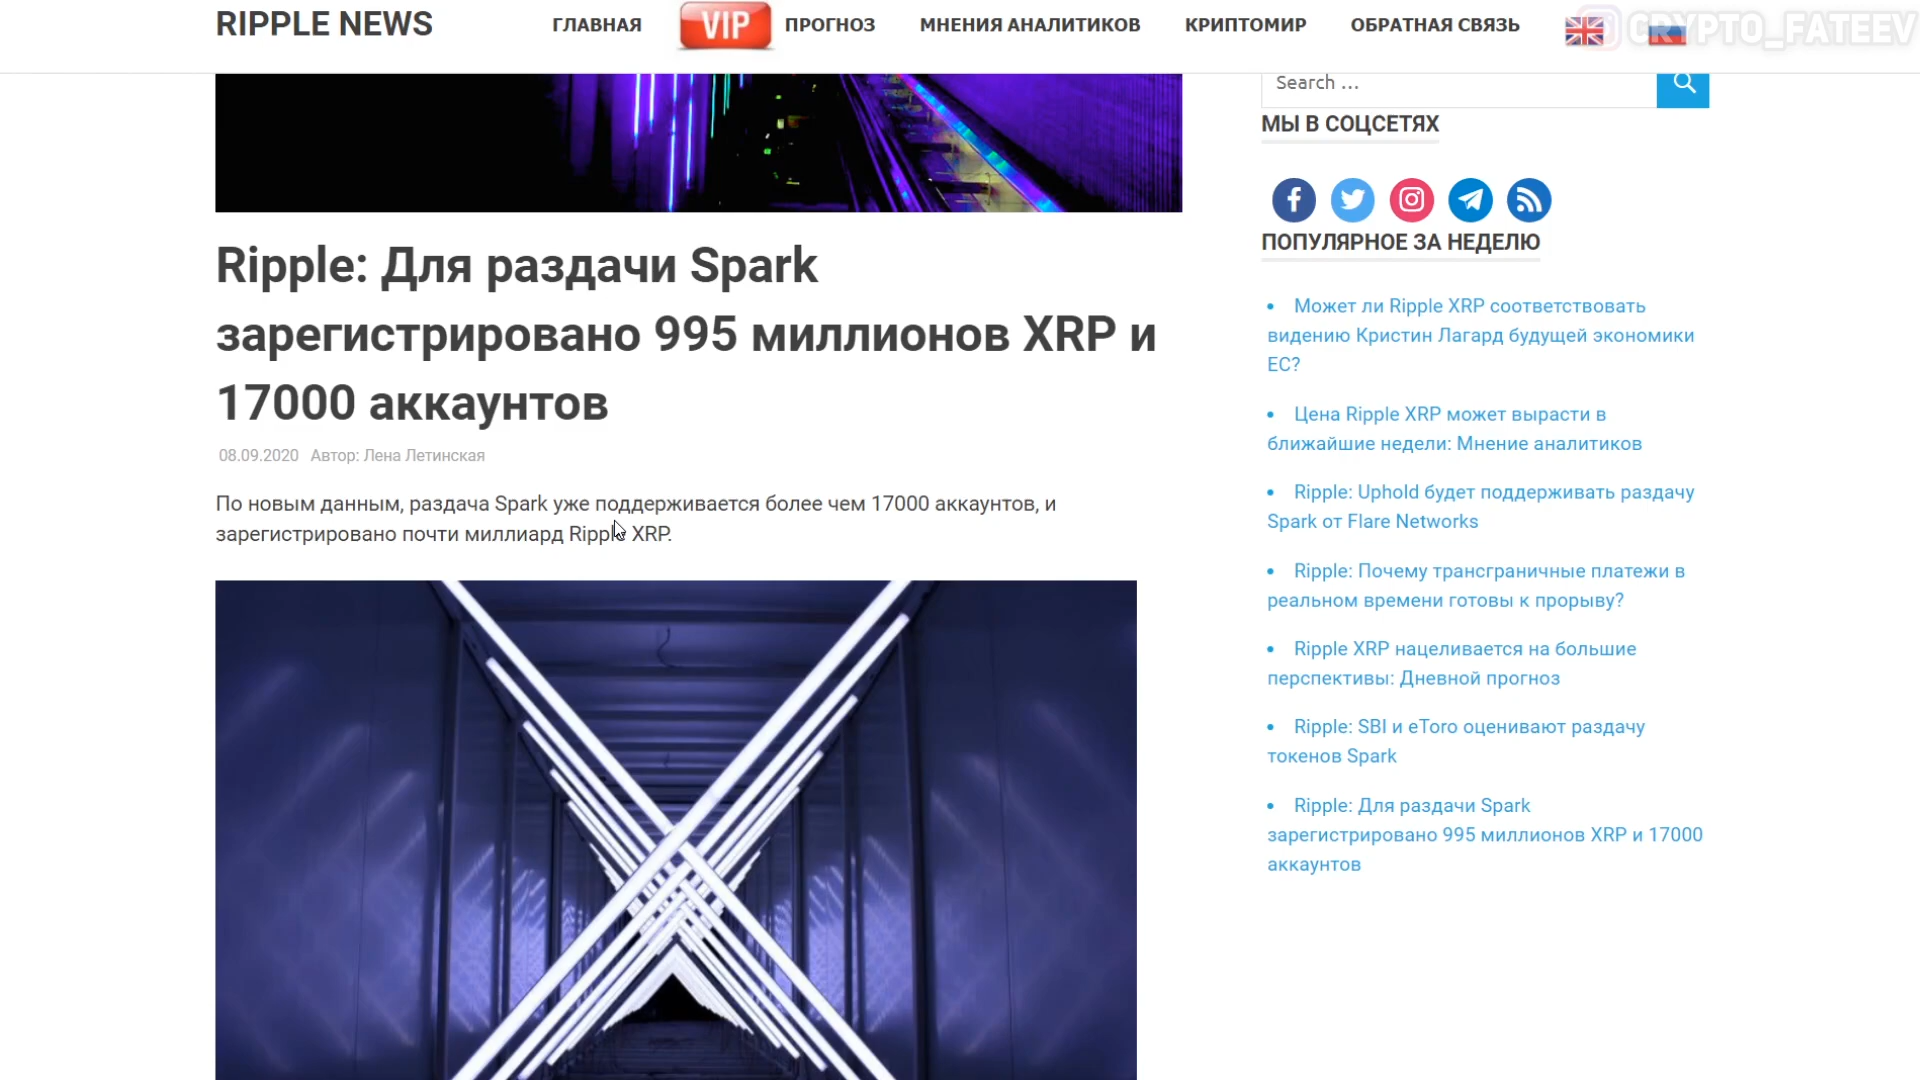 RIPPLE NEWS
ГЛАВНАЯ
VIP
ПРОГНОЗ
МНЕНИЯ АНАЛИТИКОВ
КРИПТОМИР
ОБРАТНАЯ СВЯЗЬ
CRYPTO_FATEEV
Search ...
МЫ В СОЦСЕТЯХ
Ripple: Для раздачи Spark
зарегистрировано 995 миллионов XRP и
17000 аккаунтов
08.09.2020 Автор: Лена Летинская
По новым данным, раздача Spark уже поддерживается более чем 17000 аккаунтов, и
зарегистрировано почти миллиард Ripple XRP.
ПОПУЛЯРНОЕ ЗА НЕДЕЛЮ
Может ли Ripple XRP соответствовать
видению Кристин Лагард будущей экономики
ЕС?
Цена Ripple XRP может вырасти в
ближайшие недели: Мнение аналитиков
Ripple: Uphold будет поддерживать раздачу
Spark от Flare Networks
Ripple: Почему трансграничные платежи в
реальном времени готовы к прорыву?
Ripple XRP нацеливается на большие
перспективы: Дневной прогноз
Ripple: SBI и eToro оценивают раздачу
токенов Spark
Ripple: Для раздачи Spark
зарегистрировано 995 миллионов XRP и 17000
аккаунтов